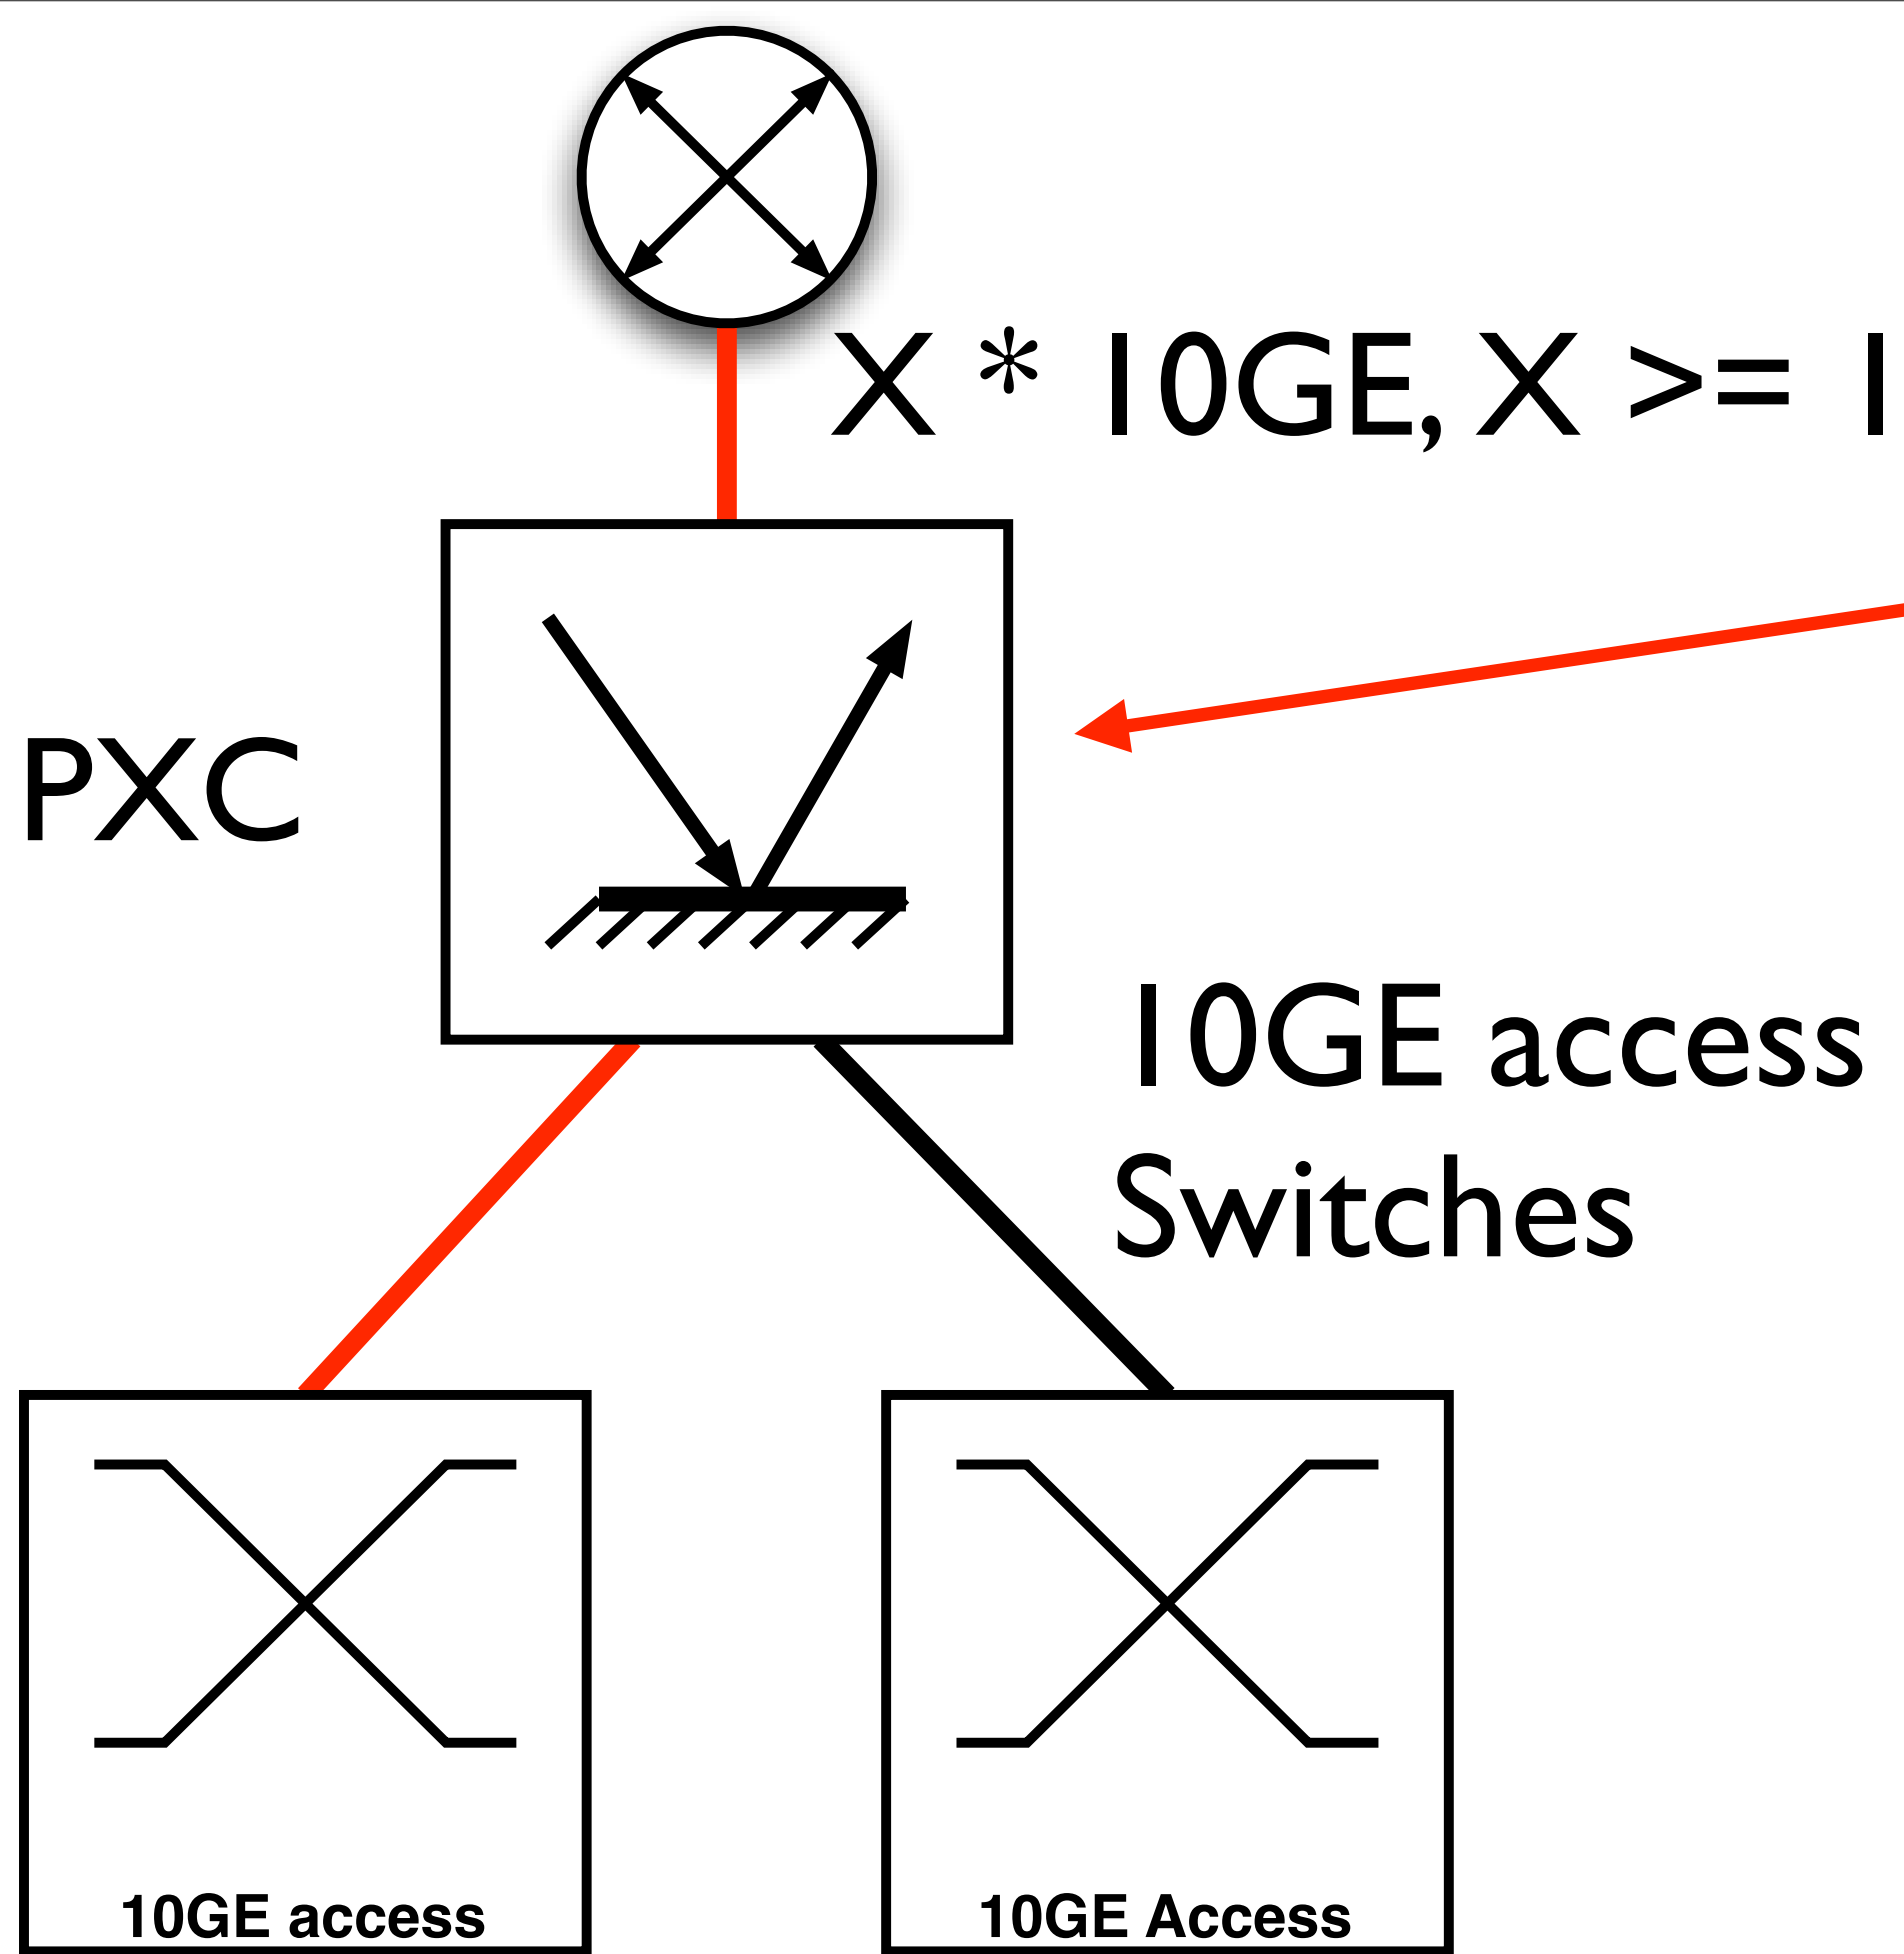 X * 10GE, X >= 1
PXC
10GE access
Switches
10GE access
10GE Access